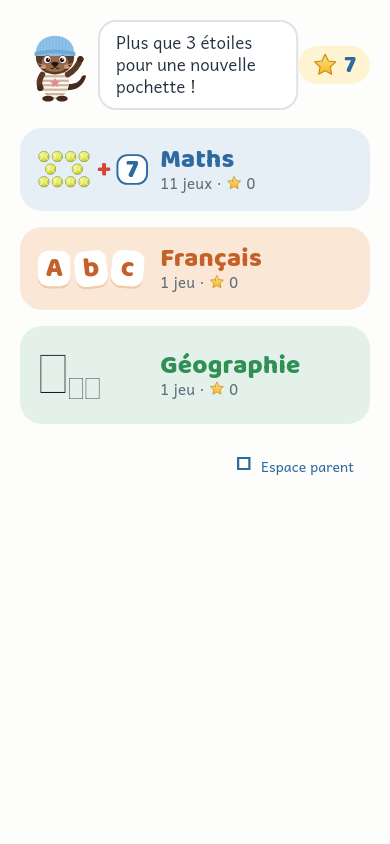 Plus que 3 étoiles
pour une nouvelle
pochette !
7
+ 7
Maths
11 jeux · 0
A b c
Français
1 jeu · 0
Géographie
1 jeu · 0
Espace parent